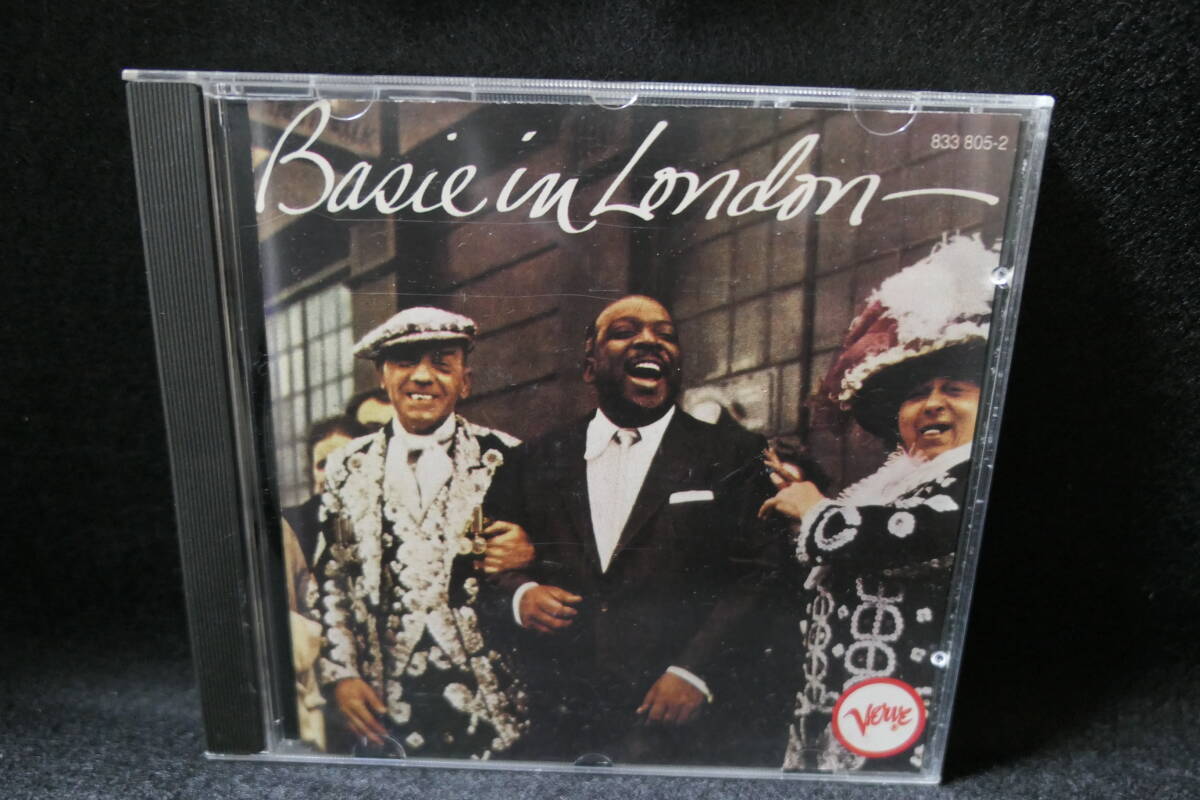 Basie in London
833 805-2
Verve